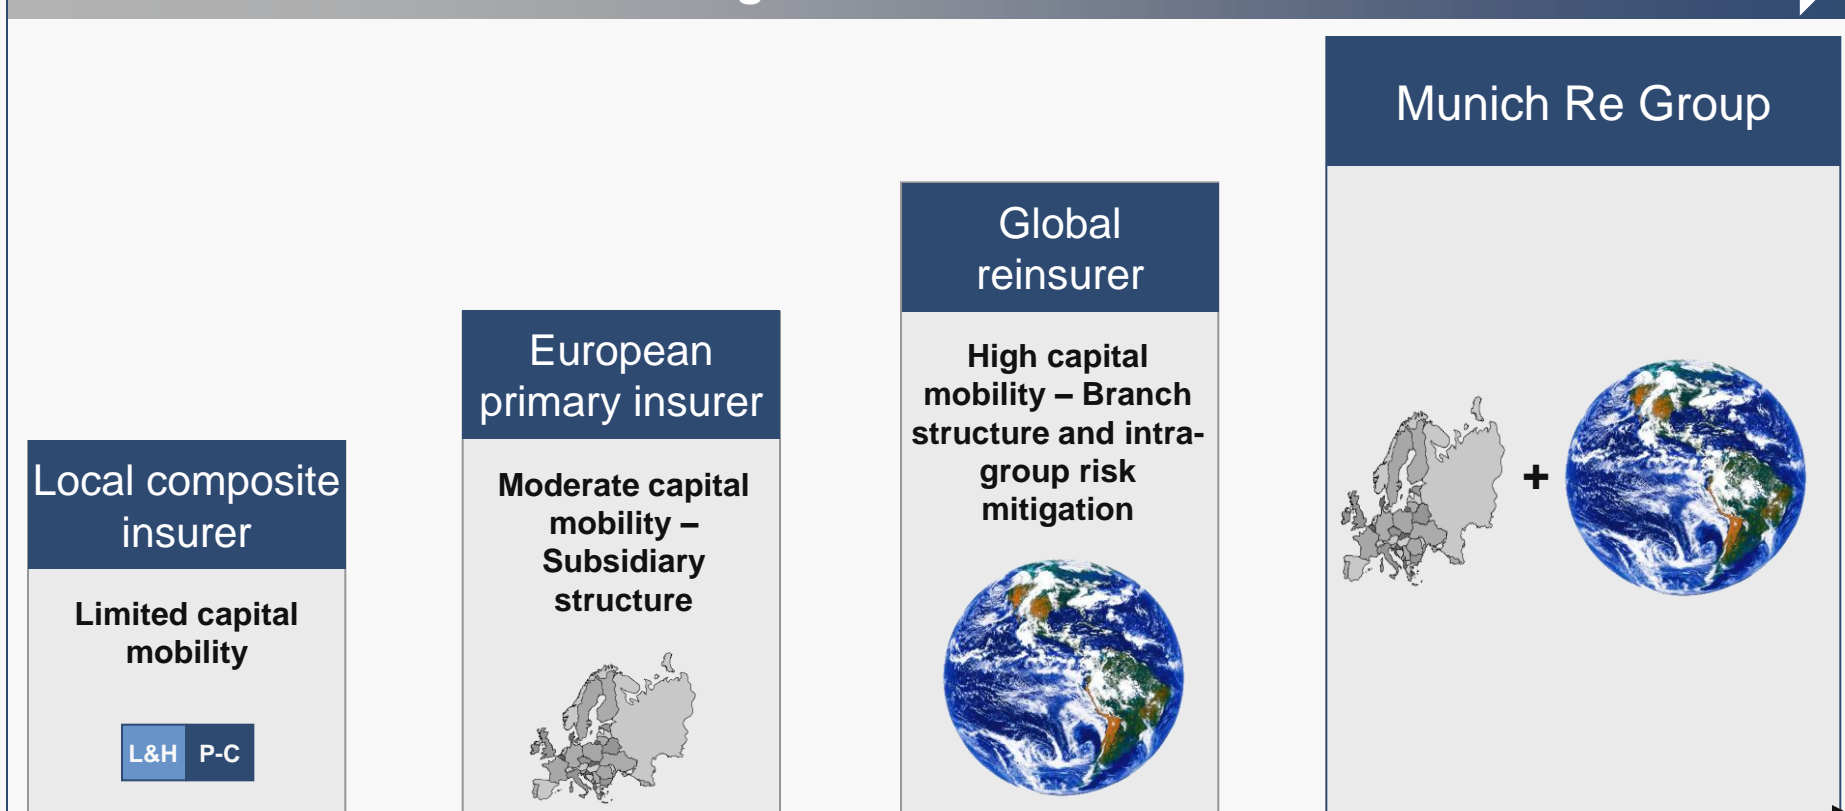 Munich Re Group
Global
reinsurer
High capital
mobility – Branch
structure and intra-
group risk
mitigation
European
primary insurer
Moderate capital
mobility –
Subsidiary
structure
+
Local composite
insurer
Limited capital
mobility
L&H P-C